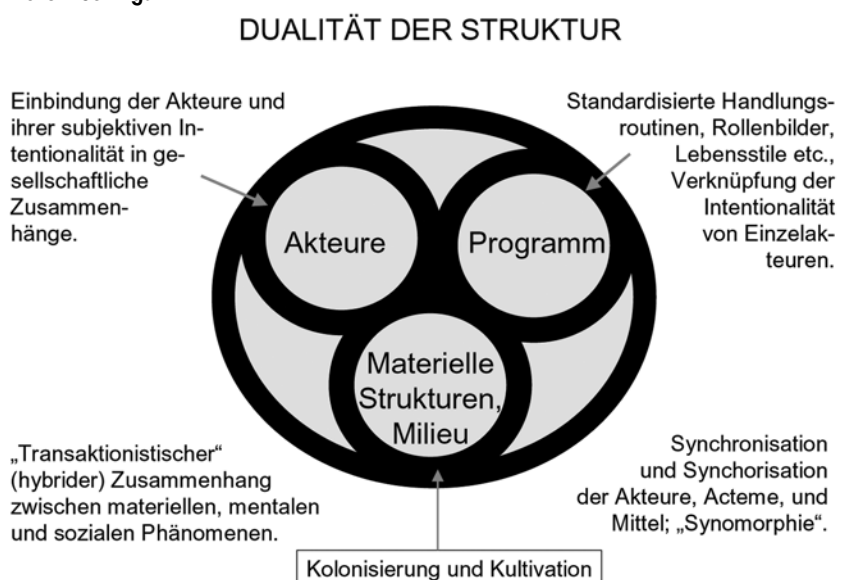 DUALITÄT DER STRUKTUR
Einbindung der Akteure und
ihrer subjektiven In-
tentionalität in ge-
sellschaftliche
Zusammen-
hänge.
Standardisierte Handlungs-
routinen, Rollenbilder,
Lebensstile etc.,
Verknüpfung der
Intentionalität
von Einzelak-
teuren.
Akteure
Programm
Materielle
Strukturen,
Milieu
„Transaktionistischer“
(hybrider) Zusammenhang
zwischen materiellen, mentalen
und sozialen Phänomenen.
Synchronisation
und Synchorisation
der Akteure, Acteme, und
Mittel; „Synomorphie“.
Kolonisierung und Kultivation